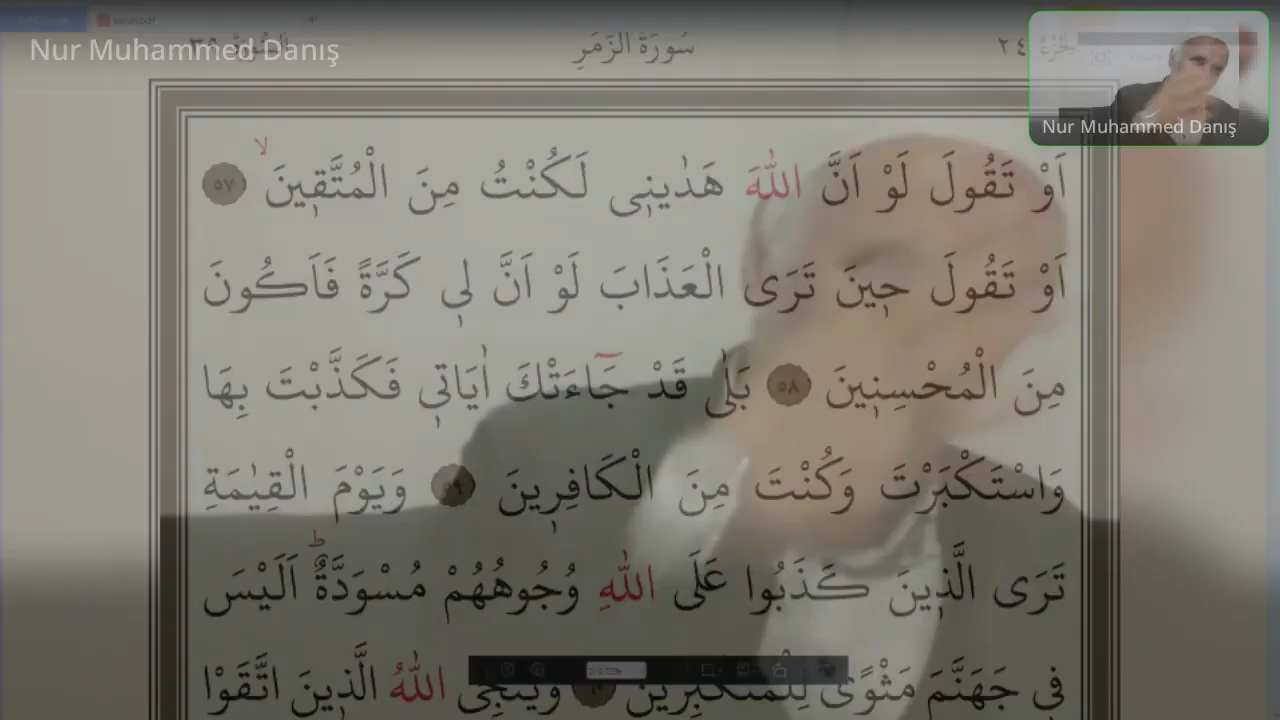 Nur Muhammed Danış
سُورَةُ الزُّمَرِ
٢٤
Nur Muhammed Danış
اَوْ تَقُولَ لَوْ اَنَّ اللّٰهَ هَدٰينٖى لَكُنْتُ مِنَ الْمُتَّقٖينَ ۙ ٥٧
اَوْ تَقُولَ حٖينَ تَرَى الْعَذَابَ لَوْ اَنَّ لٖى كَرَّةً فَاَكُونَ
مِنَ الْمُحْسِنٖينَ ٥٨ بَلٰى قَدْ جَٓاءَتْكَ اٰيَاتٖى فَكَذَّبْتَ بِهَا
وَاسْتَكْبَرْتَ وَكُنْتَ مِنَ الْكَافِرٖينَ ٥٩ وَيَوْمَ الْقِيٰمَةِ
تَرَى الَّذٖينَ كَذَبُوا عَلَى اللّٰهِ وُجُوهُهُمْ مُسْوَدَّةٌؕ اَلَيْسَ
فٖى جَهَنَّمَ مَثْوًى لِلْمُتَكَبِّرٖينَ وَيُنَجِّى اللّٰهُ الَّذٖينَ اتَّقَوْا